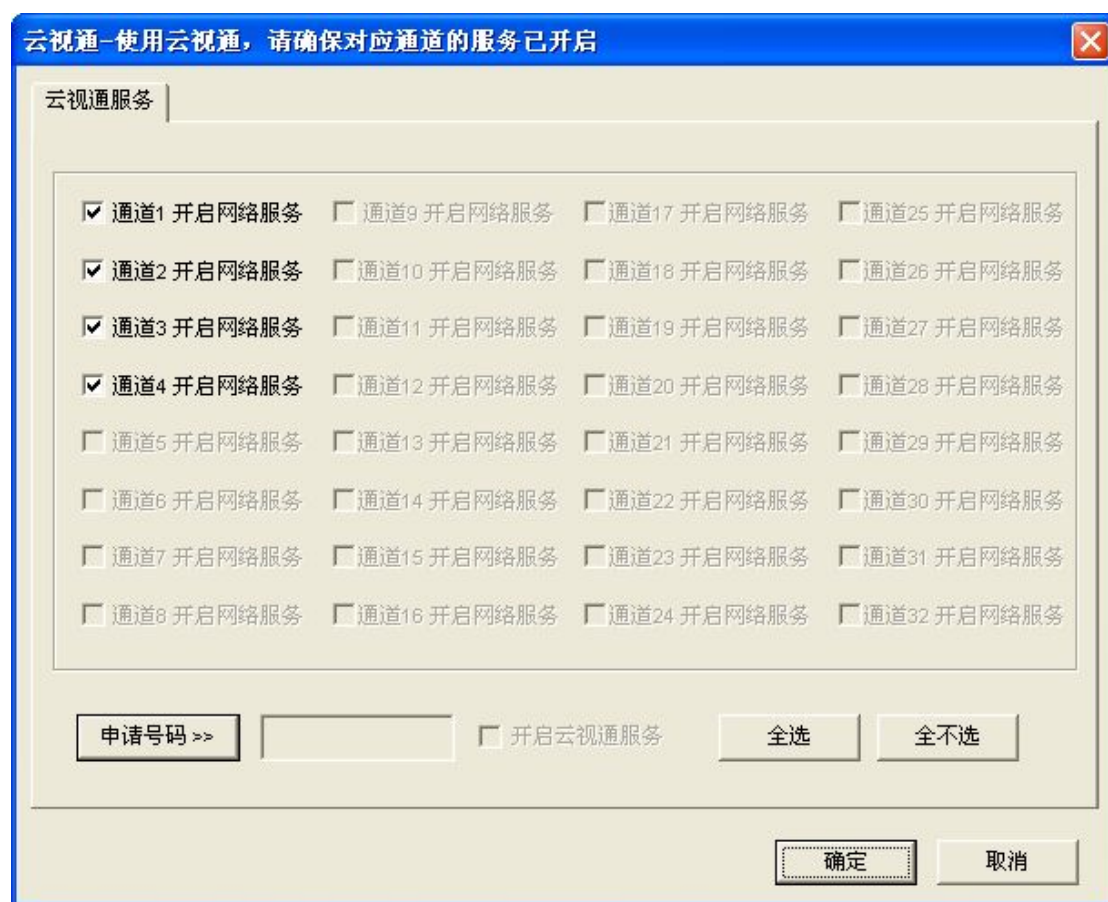 云视通-使用云视通，请确保对应通道的服务已开启
云视通服务
通道1 开启网络服务 通道9 开启网络服务 通道17 开启网络服务 通道25 开启网络服务
通道2 开启网络服务 通道10 开启网络服务 通道18 开启网络服务 通道26 开启网络服务
通道3 开启网络服务 通道11 开启网络服务 通道19 开启网络服务 通道27 开启网络服务
通道4 开启网络服务 通道12 开启网络服务 通道20 开启网络服务 通道28 开启网络服务
通道5 开启网络服务 通道13 开启网络服务 通道21 开启网络服务 通道29 开启网络服务
通道6 开启网络服务 通道14 开启网络服务 通道22 开启网络服务 通道30 开启网络服务
通道7 开启网络服务 通道15 开启网络服务 通道23 开启网络服务 通道31 开启网络服务
通道8 开启网络服务 通道16 开启网络服务 通道24 开启网络服务 通道32 开启网络服务
申请号码 >> 开启云视通服务 全选 全不选
确定 取消